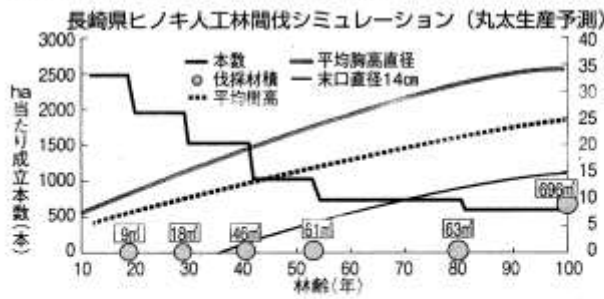 長崎県ヒノキ人工林間伐シミュレーション(丸太生産予測)
3000
2500
2000
1500
1000
500
0
ha当たり成立本数(本)
本数
平均胸高直径
伐採材積
末口直径14㎝
平均樹高
40
35
30
25
20
15
10
5
0
9㎥
18㎥
46㎥
61㎥
63㎥
696㎥
10 20 30 40 50 60 70 80 90 100
林齢(年)